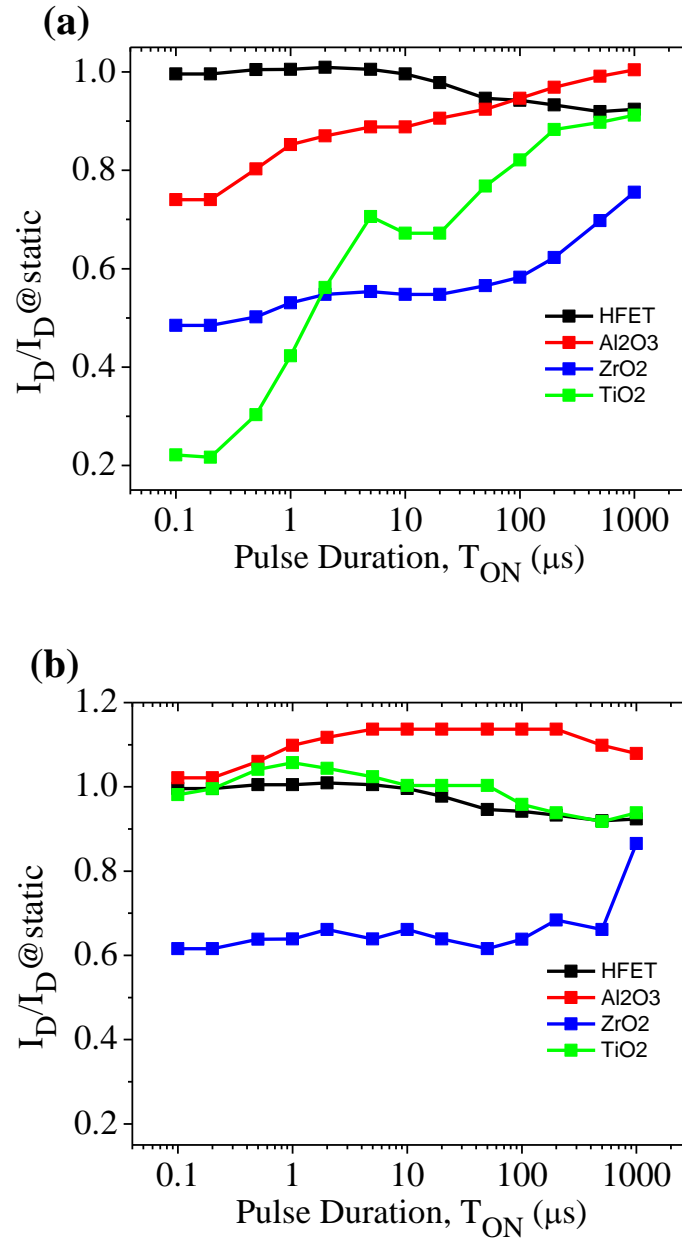 (a)
1.0
0.8
0.6
0.4
0.2
I_D/I_D@static
HFET
Al2O3
ZrO2
TiO2
0.1 1 10 100 1000
Pulse Duration, T_ON (μs)
(b)
1.2
1.0
0.8
0.6
0.4
0.2
I_D/I_D@static
HFET
Al2O3
ZrO2
TiO2
0.1 1 10 100 1000
Pulse Duration, T_ON (μs)